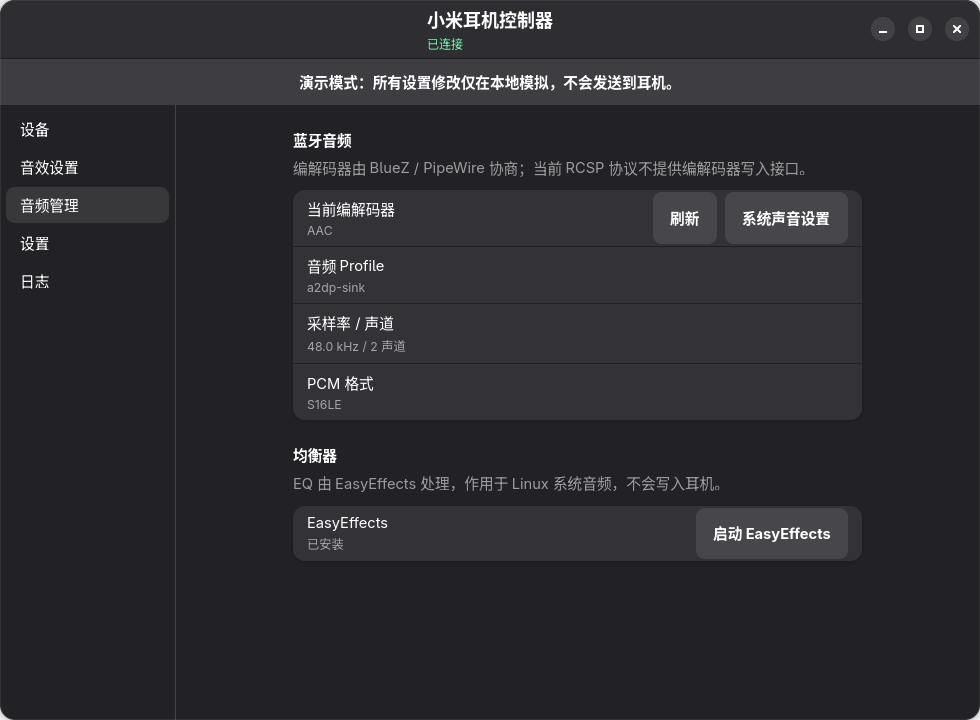 小米耳机控制器
已连接
演示模式：所有设置修改仅在本地模拟，不会发送到耳机。
设备
音效设置
音频管理
设置
日志
蓝牙音频
编解码器由 BlueZ / PipeWire 协商；当前 RCSP 协议不提供编解码器写入接口。
当前编解码器
AAC
刷新
系统声音设置
音频 Profile
a2dp-sink
采样率 / 声道
48.0 kHz / 2 声道
PCM 格式
S16LE
均衡器
EQ 由 EasyEffects 处理，作用于 Linux 系统音频，不会写入耳机。
EasyEffects
已安装
启动 EasyEffects